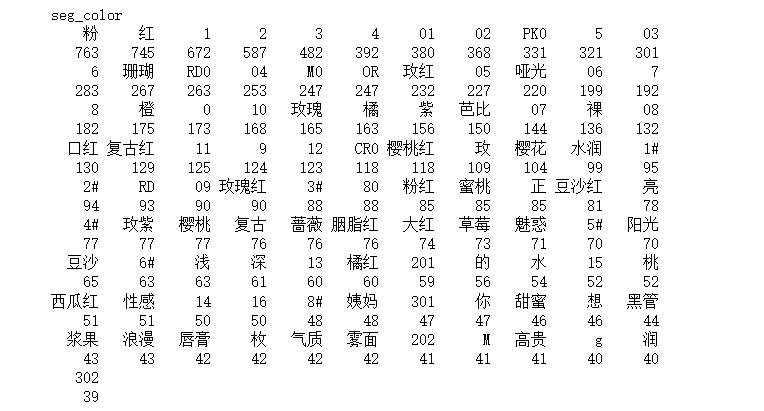 seg_color
粉 红 1 2 3 4 01 02 PK0 5 03
763 745 672 587 482 392 380 368 331 321 301
6 珊瑚 RD0 04 M0 OR 玫红 05 哑光 06 7
283 267 263 253 247 247 232 227 220 199 192
8 橙 0 10 玫瑰 橘 紫 芭比 07 裸 08
182 175 173 168 165 163 156 150 144 136 132
口红 复古红 11 9 12 CR0 樱桃红 玫 樱花 水润 1#
130 129 125 124 123 118 118 109 104 99 95
2# RD 09 玫瑰红 3# 80 粉红 蜜桃 正 豆沙红 亮
94 93 90 90 88 88 85 85 85 81 78
4# 玫紫 樱桃 复古 蔷薇 胭脂红 大红 草莓 魅惑 5# 阳光
77 77 77 76 76 76 74 73 71 70 70
豆沙 6# 浅 深 13 橘红 201 的 水 15 桃
65 63 63 61 60 60 59 56 54 52 52
西瓜红 性感 14 16 8# 姨妈 301 你 甜蜜 想 黑管
51 51 50 50 48 48 47 47 46 46 44
浆果 浪漫 唇膏 枚 气质 雾面 202 M 高贵 g 润
43 43 42 42 42 42 41 41 41 40 40
302
39